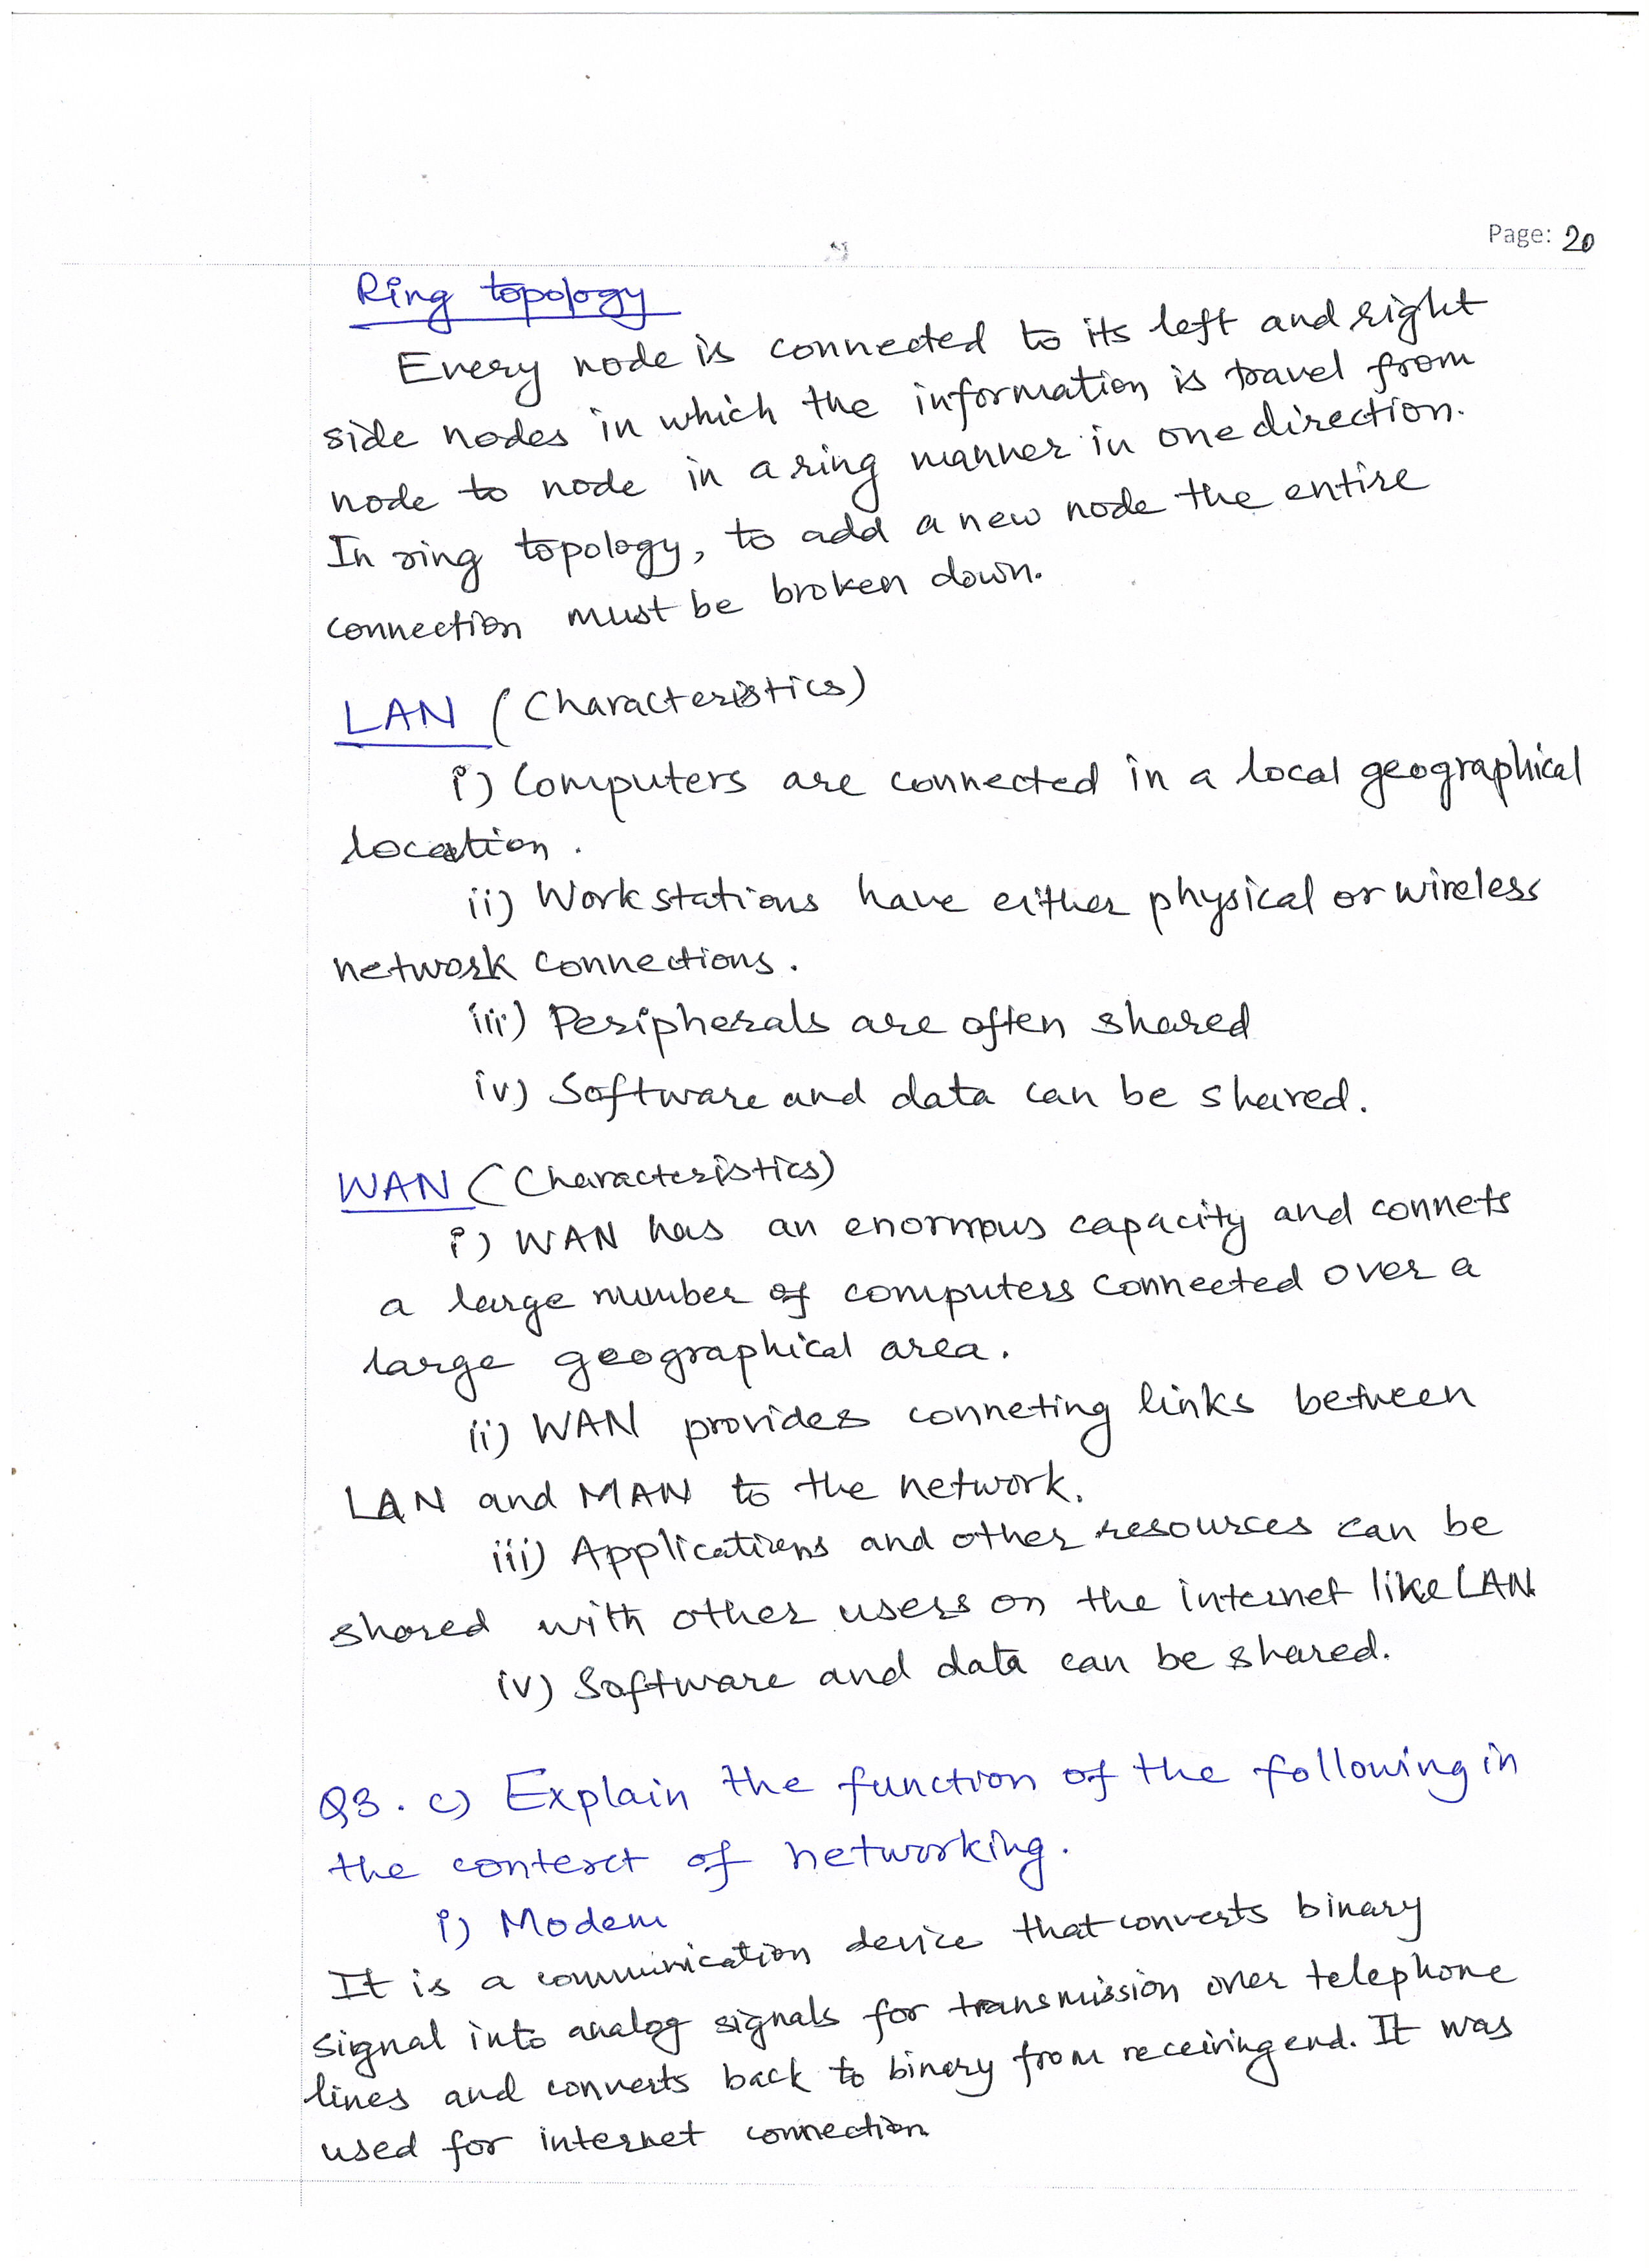 Page: 20
Ring topology
Every node is connected to its left and right
side nodes in which the information is travel from
node to node in a ring manner in one direction.
In ring topology, to add a new node the entire
connection must be broken down.
LAN (Characteristics)
i) Computers are connected in a local geographical
location.
ii) Workstations have either physical or wireless
network connections.
iii) Peripherals are often shared
iv) Software and data can be shared.
WAN (Characteristics)
i) WAN has an enormous capacity and connets
a large number of computers connected over a
large geographical area.
ii) WAN provides conneting links between
LAN and MAN to the network.
iii) Applications and other resources can be
shared with other users on the internet like LAN.
iv) Software and data can be shared.
Q3. c) Explain the function of the following in
the context of networking.
i) Modem
It is a communication device that converts binary
signal into analog signals for transmission over telephone
lines and converts back to binary from receiving end. It was
used for internet connection